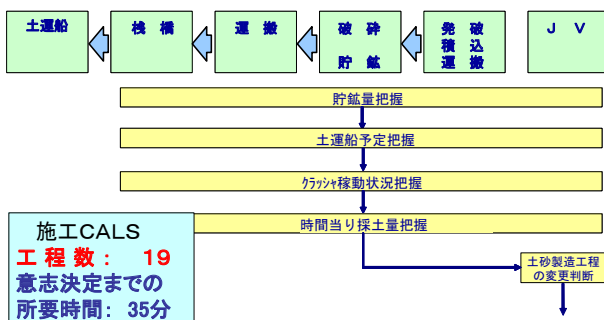 土運船
桟 橋
運 搬
破 砕
貯 鉱
発 破
積 込
運 搬
J V
貯鉱量把握
土運船予定把握
クラッシャ稼動状況把握
時間当り採土量把握
土砂製造工程
の変更判断
施工CALS
工 程 数 : 19
意志決定までの
所要時間: 35分